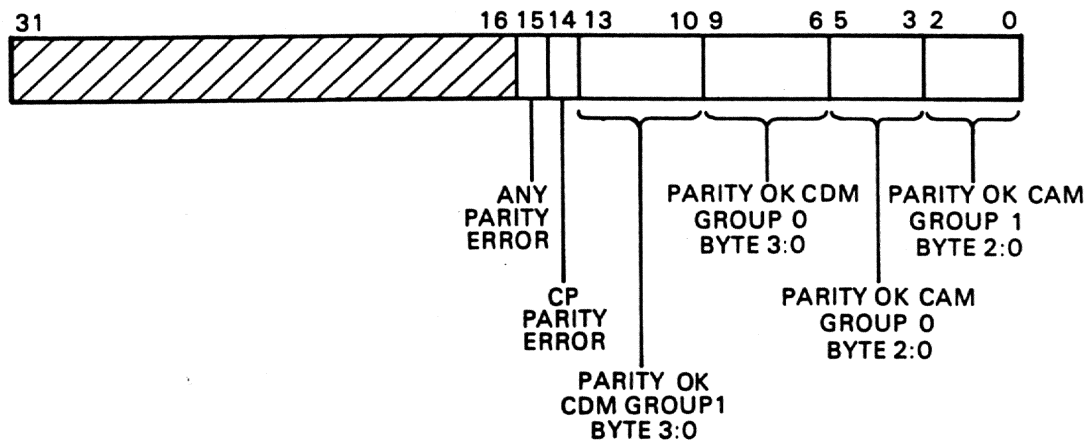 31 16 15 14 13 10 9 6 5 3 2 0
ANY
PARITY
ERROR
CP
PARITY
ERROR
PARITY OK
CDM GROUP1
BYTE 3:0
PARITY OK CDM
GROUP 0
BYTE 3:0
PARITY OK CAM
GROUP 0
BYTE 2:0
PARITY OK CAM
GROUP 1
BYTE 2:0